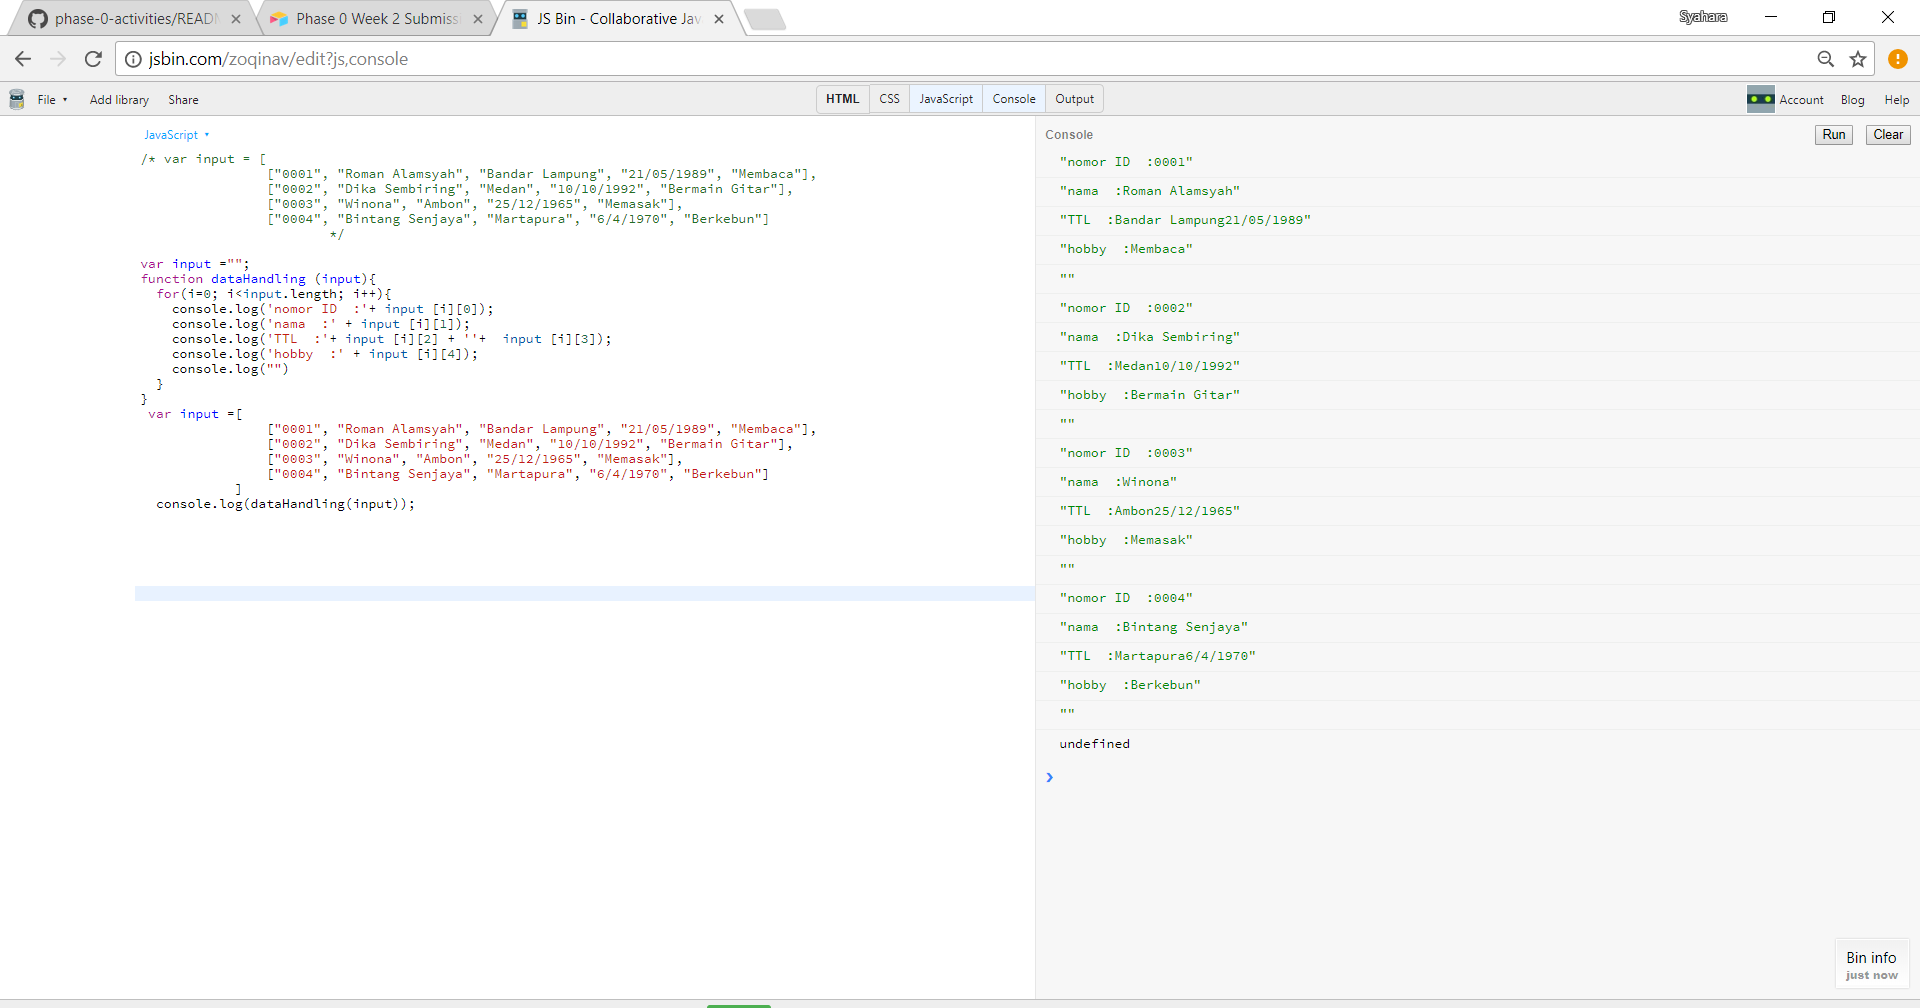 phase-0-activities/READM
Phase 0 Week 2 Submiss
JS Bin - Collaborative Jav
Syahara
jsbin.com/zoqinav/edit?js,console
File
Add library
Share
HTML
CSS
JavaScript
Console
Output
Account
Blog
Help
JavaScript
/* var input = [
["0001", "Roman Alamsyah", "Bandar Lampung", "21/05/1989", "Membaca"],
["0002", "Dika Sembiring", "Medan", "10/10/1992", "Bermain Gitar"],
["0003", "Winona", "Ambon", "25/12/1965", "Memasak"],
["0004", "Bintang Senjaya", "Martapura", "6/4/1970", "Berkebun"]
*/
var input ="";
function dataHandling (input){
for(i=0; i<input.length; i++){
console.log('nomor ID  :'+ input [i][0]);
console.log('nama  :' + input [i][1]);
console.log('TTL  :'+ input [i][2] + ''+  input [i][3]);
console.log('hobby  :' + input [i][4]);
console.log("")
}
}
var input =[
["0001", "Roman Alamsyah", "Bandar Lampung", "21/05/1989", "Membaca"],
["0002", "Dika Sembiring", "Medan", "10/10/1992", "Bermain Gitar"],
["0003", "Winona", "Ambon", "25/12/1965", "Memasak"],
["0004", "Bintang Senjaya", "Martapura", "6/4/1970", "Berkebun"]
]
console.log(dataHandling(input));
Console
Run
Clear
"nomor ID  :0001"
"nama  :Roman Alamsyah"
"TTL  :Bandar Lampung21/05/1989"
"hobby  :Membaca"
""
"nomor ID  :0002"
"nama  :Dika Sembiring"
"TTL  :Medan10/10/1992"
"hobby  :Bermain Gitar"
""
"nomor ID  :0003"
"nama  :Winona"
"TTL  :Ambon25/12/1965"
"hobby  :Memasak"
""
"nomor ID  :0004"
"nama  :Bintang Senjaya"
"TTL  :Martapura6/4/1970"
"hobby  :Berkebun"
""
undefined
Bin info
just now